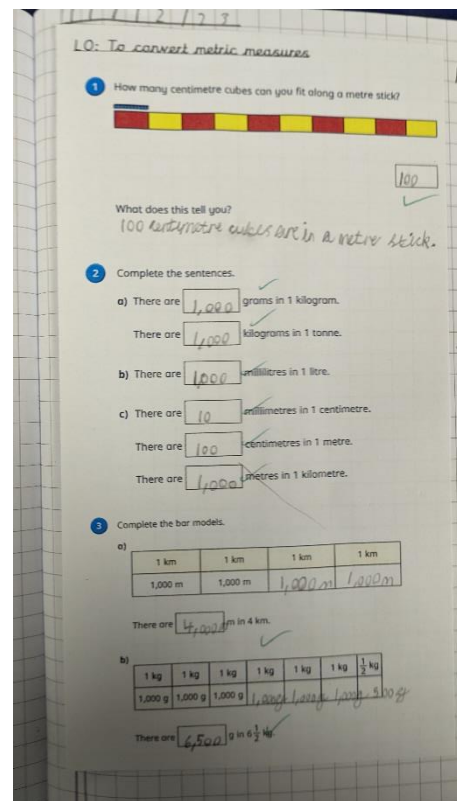 LO: To convert metric measures
1 How many centimetre cubes can you fit along a metre stick?
100
What does this tell you?
100 centimetre cubes are in a metre stick.
2 Complete the sentences.
a) There are 1,000 grams in 1 kilogram.
There are 1,000 kilograms in 1 tonne.
b) There are 1,000 millilitres in 1 litre.
c) There are 10 millimetres in 1 centimetre.
There are 100 centimetres in 1 metre.
There are 1,000 metres in 1 kilometre.
3 Complete the bar models.
a)
1 km 1 km 1 km 1 km
1,000 m 1,000 m 1,000 m 1,000 m
There are 4,000 m in 4 km.
b)
1 kg 1 kg 1 kg 1 kg 1 kg 1 kg 1/2 kg
1,000 g 1,000 g 1,000 g 1,000g 1,000g 1,000g 500 g
There are 6,500 g in 6 1/2 kg.